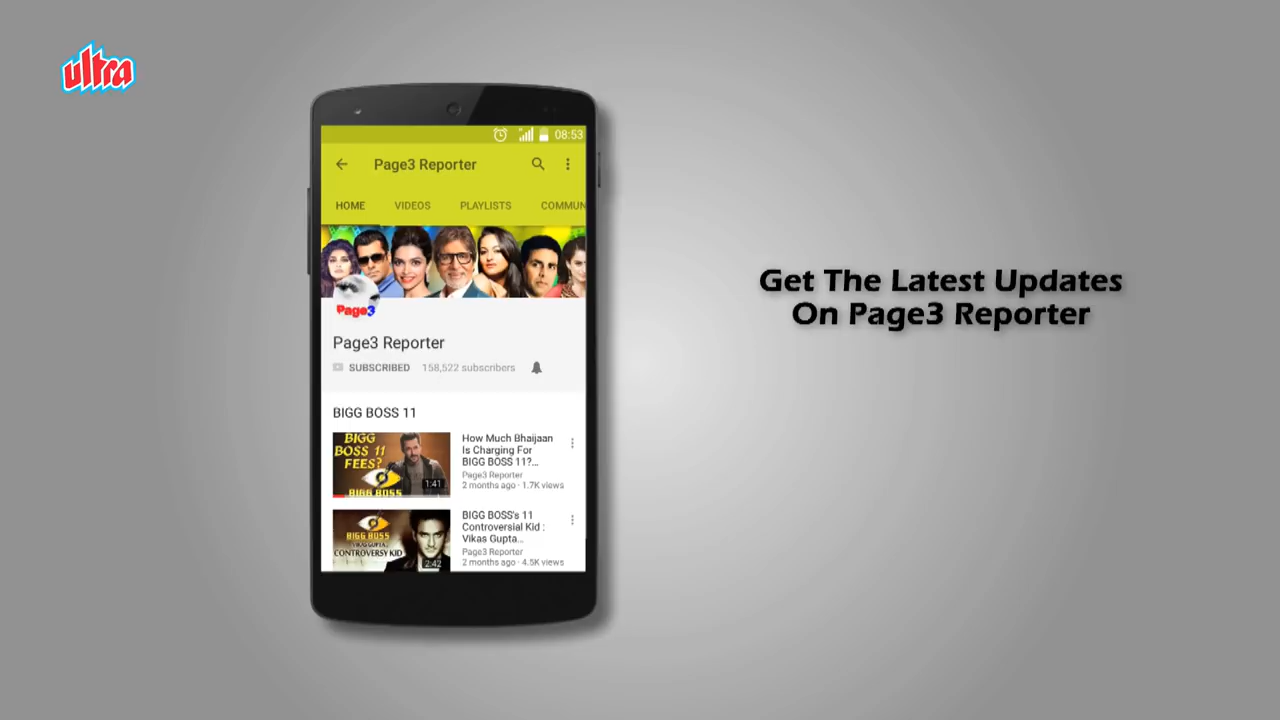 ultra
08:53
Page3 Reporter
HOME VIDEOS PLAYLISTS COMMUN
Page3
Page3 Reporter
SUBSCRIBED 158,522 subscribers
BIGG BOSS 11
BIGG
BOSS 11
FEES?
BIGG BOSS
1:41
How Much Bhaijaan
Is Charging For
BIGG BOSS 11?...
Page3 Reporter
2 months ago · 1.7K views
BIGG BOSS
VIKAS GUPTA
CONTROVERSY KID
2:42
BIGG BOSS's 11
Controversial Kid :
Vikas Gupta...
Page3 Reporter
2 months ago · 4.5K views
Get The Latest Updates
On Page3 Reporter